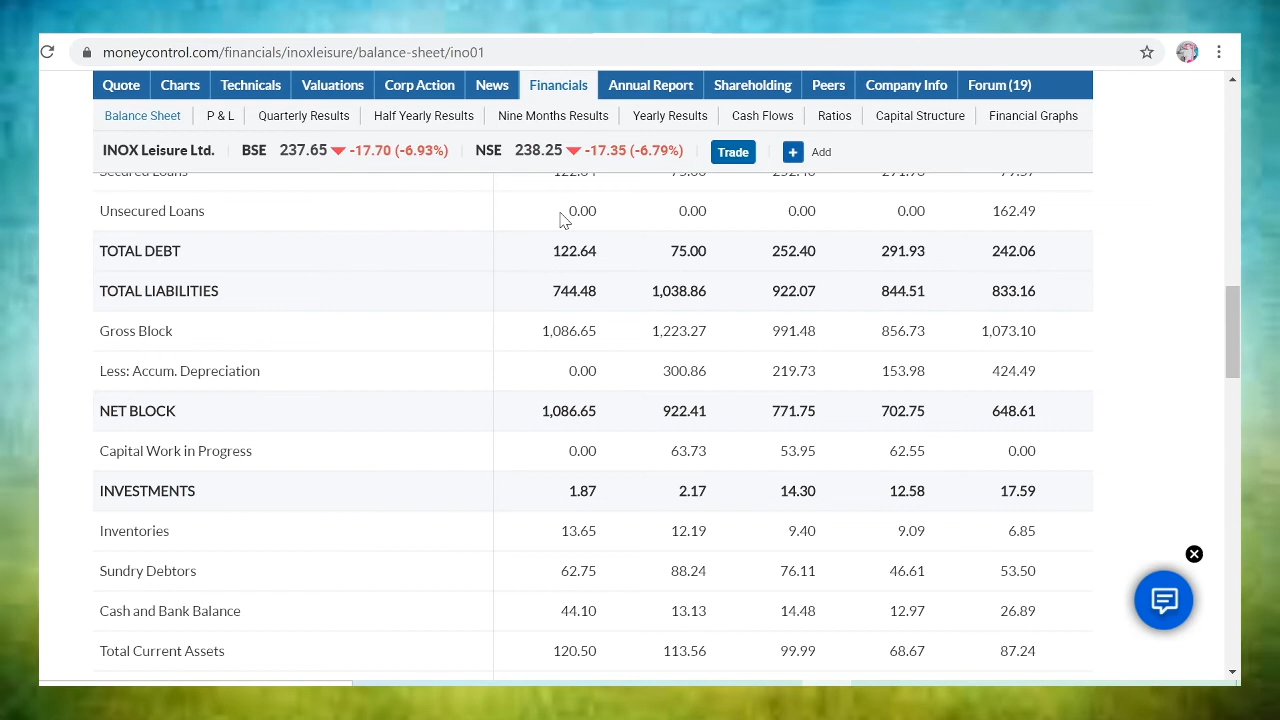 moneycontrol.com/financials/inoxleisure/balance-sheet/ino01
Quote Charts Technicals Valuations Corp Action News Financials Annual Report Shareholding Peers Company Info Forum (19)
Balance Sheet P & L Quarterly Results Half Yearly Results Nine Months Results Yearly Results Cash Flows Ratios Capital Structure Financial Graphs
INOX Leisure Ltd. BSE 237.65 -17.70 (-6.93%) NSE 238.25 -17.35 (-6.79%) Trade + Add
Unsecured Loans 0.00 0.00 0.00 0.00 162.49
TOTAL DEBT 122.64 75.00 252.40 291.93 242.06
TOTAL LIABILITIES 744.48 1,038.86 922.07 844.51 833.16
Gross Block 1,086.65 1,223.27 991.48 856.73 1,073.10
Less: Accum. Depreciation 0.00 300.86 219.73 153.98 424.49
NET BLOCK 1,086.65 922.41 771.75 702.75 648.61
Capital Work in Progress 0.00 63.73 53.95 62.55 0.00
INVESTMENTS 1.87 2.17 14.30 12.58 17.59
Inventories 13.65 12.19 9.40 9.09 6.85
Sundry Debtors 62.75 88.24 76.11 46.61 53.50
Cash and Bank Balance 44.10 13.13 14.48 12.97 26.89
Total Current Assets 120.50 113.56 99.99 68.67 87.24